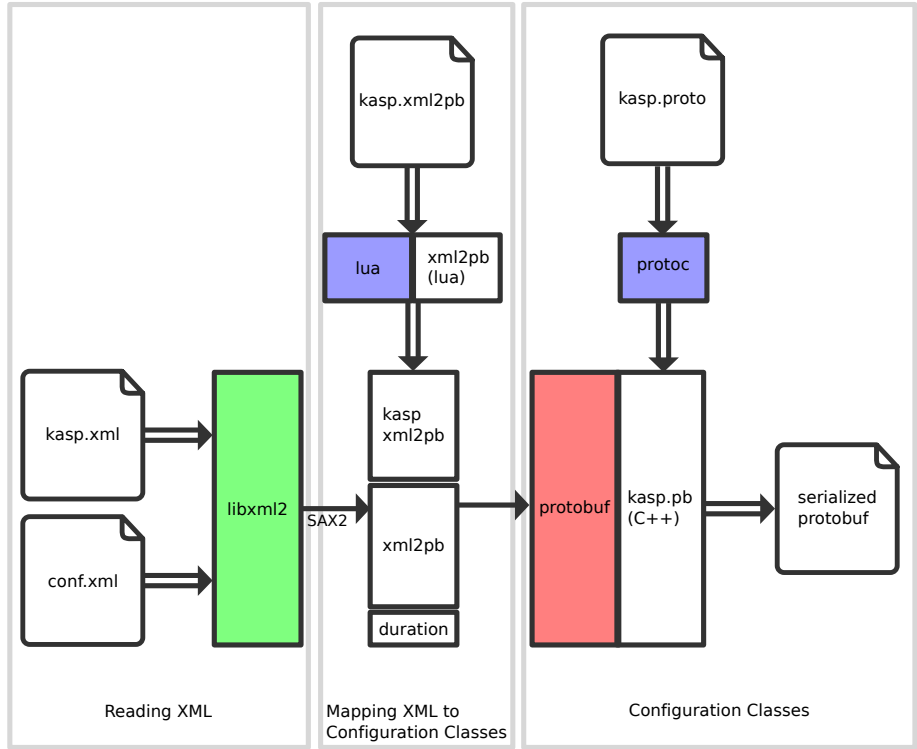 kasp.xml2pb
kasp.proto
lua
xml2pb
(lua)
protoc
kasp.xml
conf.xml
libxml2
SAX2
kasp
xml2pb
xml2pb
duration
protobuf
kasp.pb
(C++)
serialized
protobuf
Reading XML
Mapping XML to
Configuration Classes
Configuration Classes